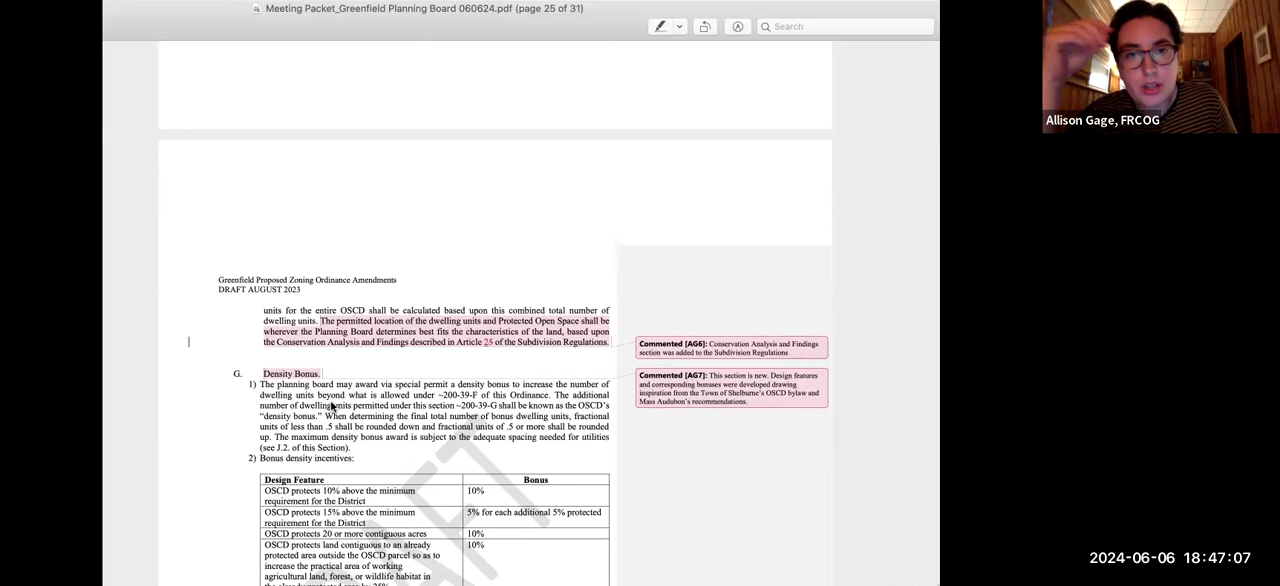 Meeting Packet_Greenfield Planning Board 060624.pdf (page 25 of 31)
Search
Allison Gage, FRCOG
Greenfield Proposed Zoning Ordinance Amendments
DRAFT AUGUST 2023
units for the entire OSCD shall be calculated based upon this combined total number of
dwelling units. The permitted location of the dwelling units and Protected Open Space shall be
wherever the Planning Board determines best fits the characteristics of the land, based upon
the Conservation Analysis and Findings described in Article 25 of the Subdivision Regulations.
Commented [AG6]: Conservation Analysis and Findings
section was added to the Subdivision Regulations
G. Density Bonus.
Commented [AG7]: This section is new. Design features
and corresponding bonuses were developed drawing
inspiration from the Town of Shelburne's OSCD bylaw and
Mass Audubon's recommendations.
1) The planning board may award via special permit a density bonus to increase the number of
dwelling units beyond what is allowed under ~200-39-F of this Ordinance. The additional
number of dwelling units permitted under this section ~200-39-G shall be known as the OSCD's
"density bonus." When determining the final total number of bonus dwelling units, fractional
units of less than .5 shall be rounded down and fractional units of .5 or more shall be rounded
up. The maximum density bonus award is subject to the adequate spacing needed for utilities
(see J.2. of this Section).
2) Bonus density incentives:
Design Feature Bonus
OSCD protects 10% above the minimum 10%
requirement for the District
OSCD protects 15% above the minimum 5% for each additional 5% protected
requirement for the District
OSCD protects 20 or more contiguous acres 10%
OSCD protects land contiguous to an already 10%
protected area outside the OSCD parcel so as to
increase the practical area of working
agricultural land, forest, or wildlife habitat in
2024-06-06 18:47:07